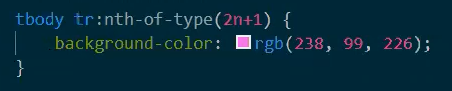 tbody tr:nth-of-type(2n+1) {
    background-color: rgb(238, 99, 226);
}